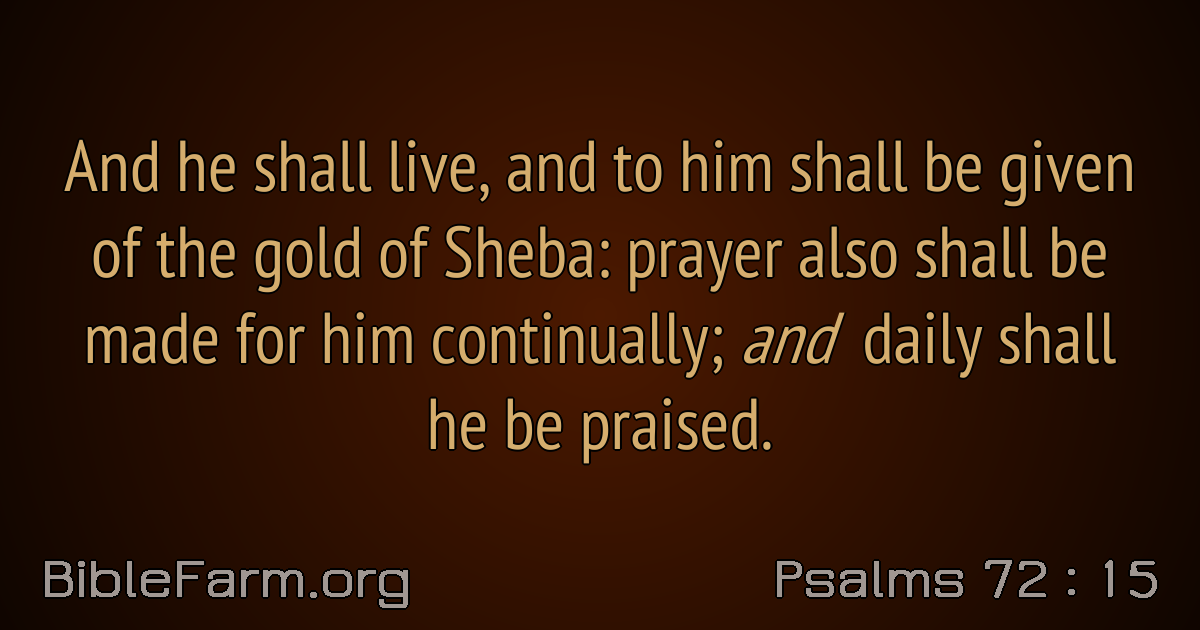 And he shall live, and to him shall be given
of the gold of Sheba: prayer also shall be
made for him continually; and daily shall
he be praised.
BibleFarm.org
Psalms 72 : 15